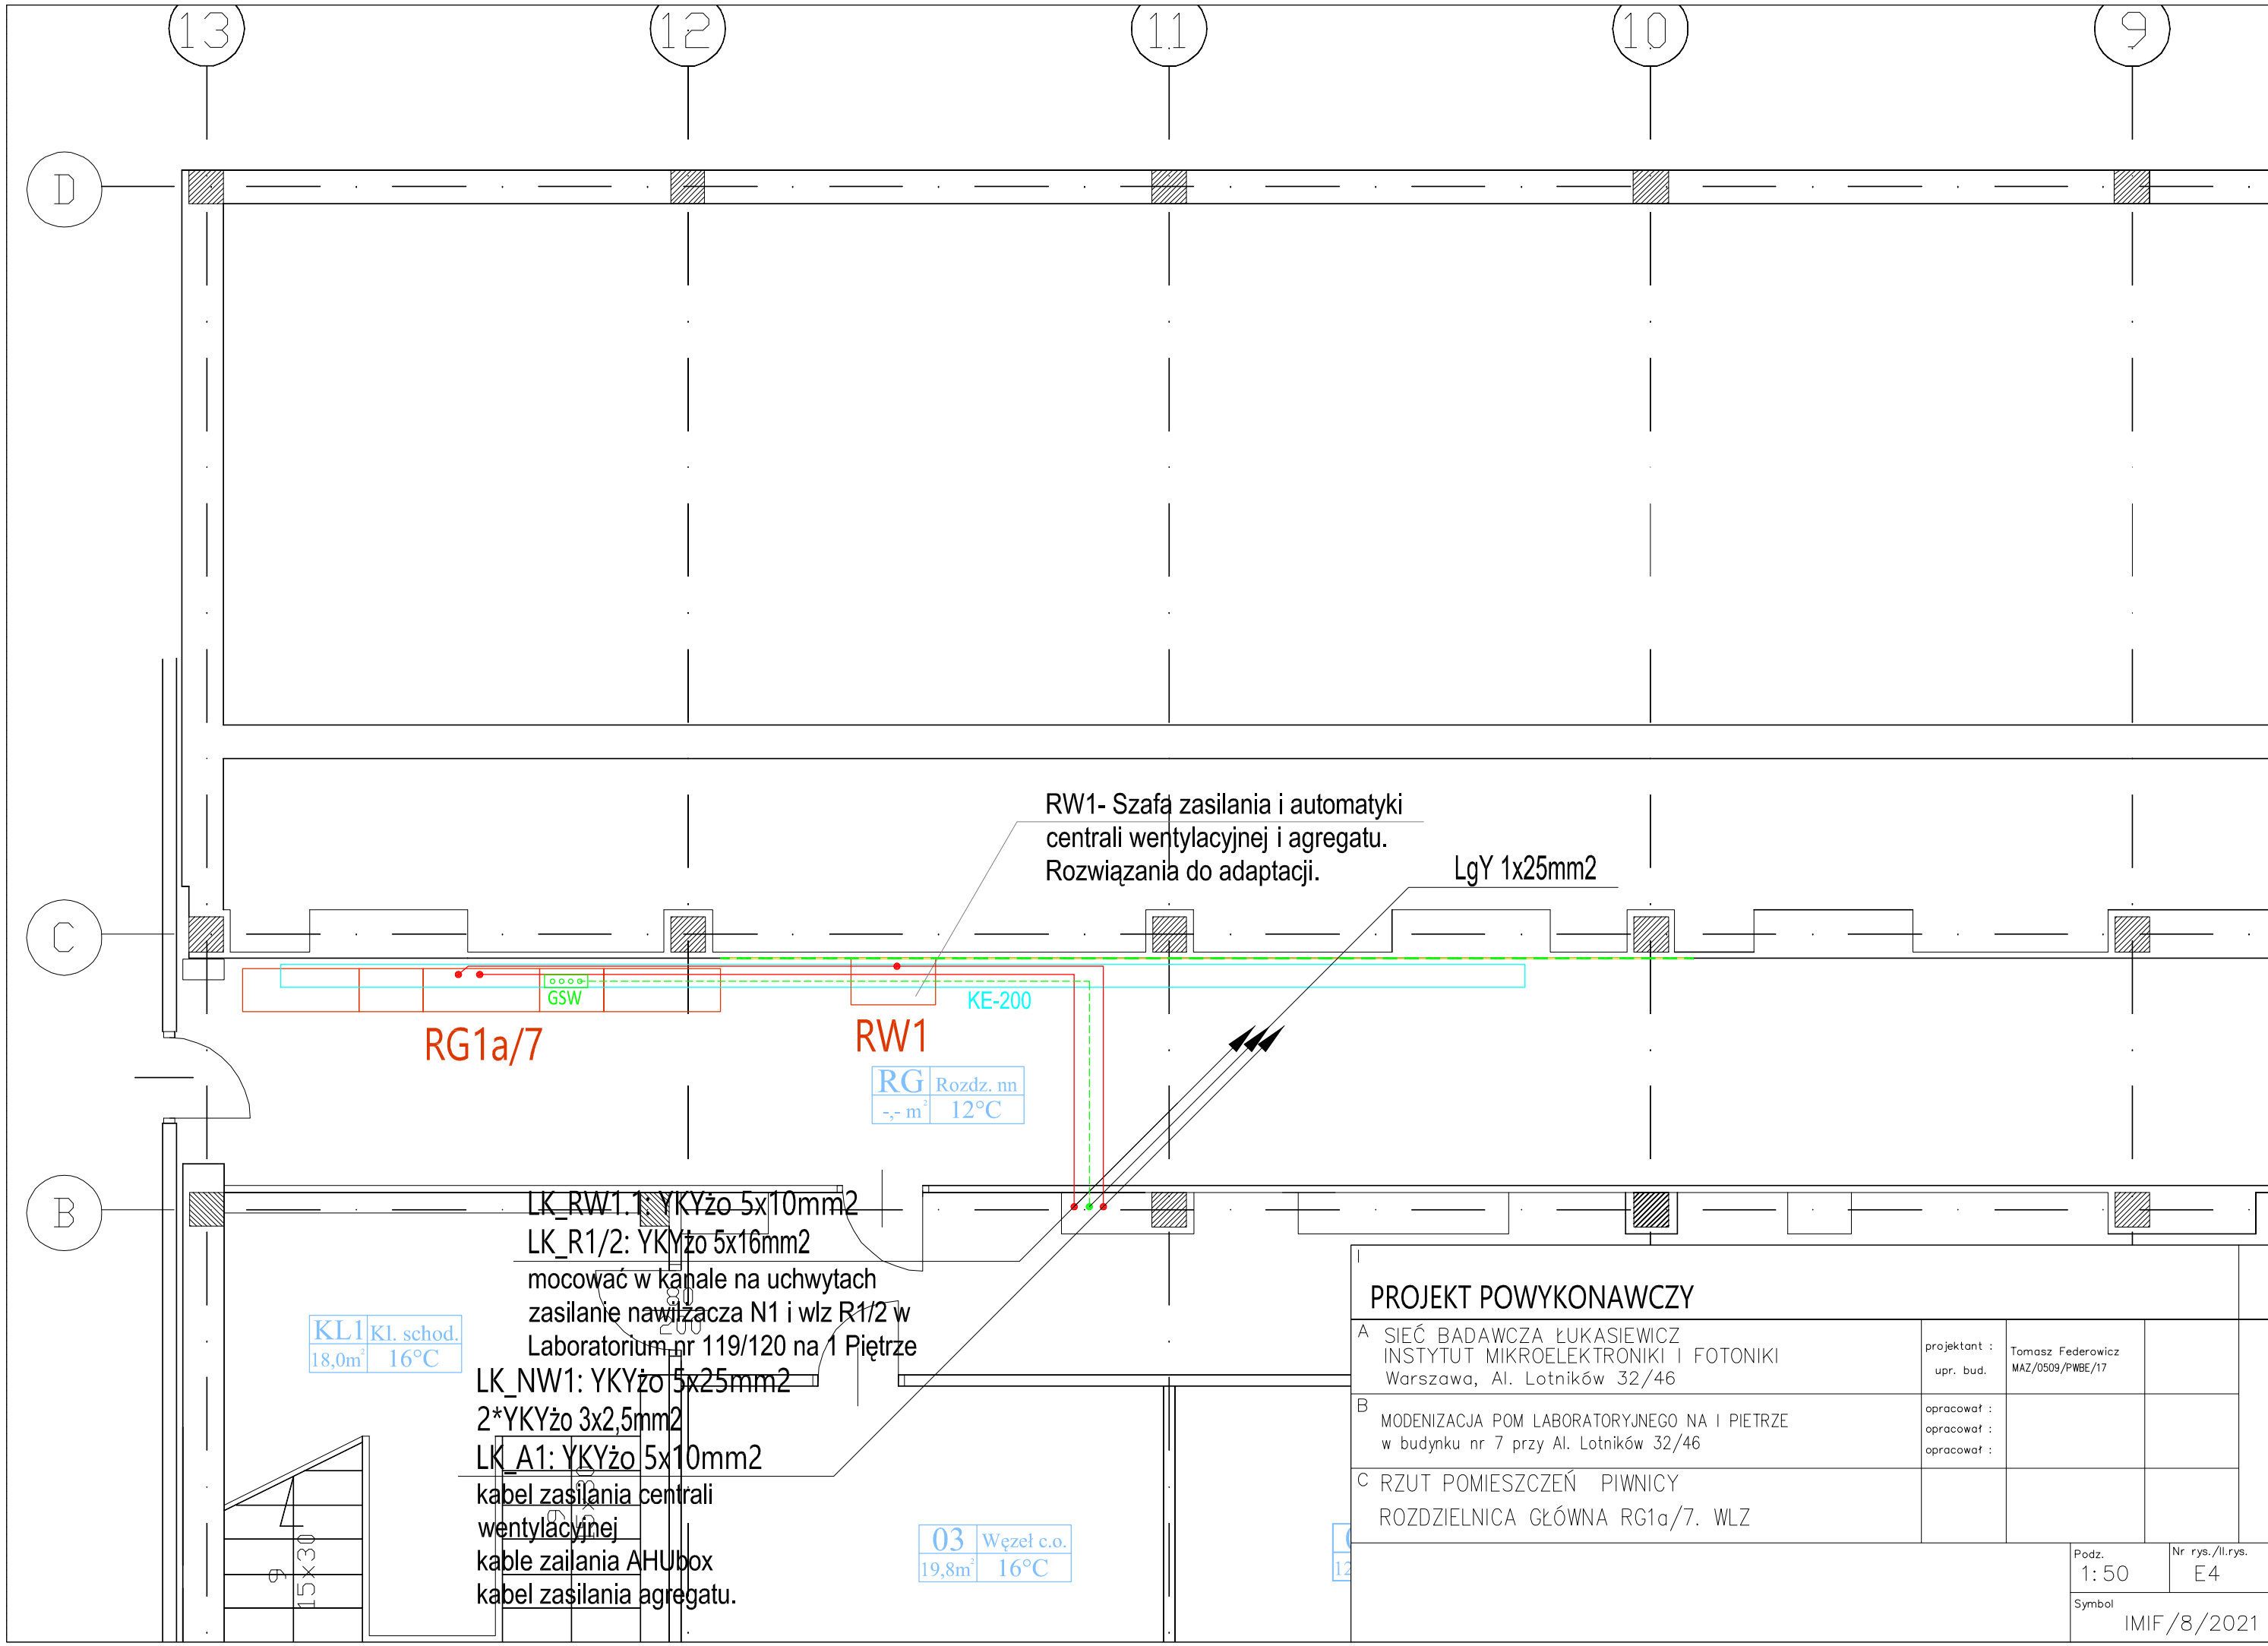 13
12
11
10
9
D
RW1- Szafa zasilania i automatyki
centrali wentylacyjnej i agregatu.
Rozwiązania do adaptacji.
LgY 1x25mm2
C
GSW
KE-200
RG1a/7
RW1
RG Rozdz. nn
-,- m² 12°C
B
LK_RW1.1: YKYżo 5x10mm2
LK_R1/2: YKYżo 5x16mm2
mocować w kanale na uchwytach
zasilanie nawilżacza N1 i wlz R1/2 w
Laboratorium nr 119/120 na 1 Piętrze
KL1 Kl. schod.
18,0m² 16°C
LK_NW1: YKYżo 5x25mm2
2*YKYżo 3x2,5mm2
LK_A1: YKYżo 5x10mm2
kabel zasilania centrali
wentylacyjnej
kable zailania AHUbox
kabel zasilania agregatu.
9
15x30
9
15x30
03 Węzeł c.o.
19,8m² 16°C
12
PROJEKT POWYKONAWCZY
A SIEĆ BADAWCZA ŁUKASIEWICZ
INSTYTUT MIKROELEKTRONIKI I FOTONIKI
Warszawa, Al. Lotników 32/46
projektant :
upr. bud.
Tomasz Federowicz
MAZ/0509/PWBE/17
B MODENIZACJA POM LABORATORYJNEGO NA I PIETRZE
w budynku nr 7 przy Al. Lotników 32/46
opracował :
opracował :
opracował :
C RZUT POMIESZCZEŃ PIWNICY
ROZDZIELNICA GŁÓWNA RG1a/7. WLZ
Podz.
1:50
Nr rys./Il.rys.
E4
Symbol
IMIF/8/2021